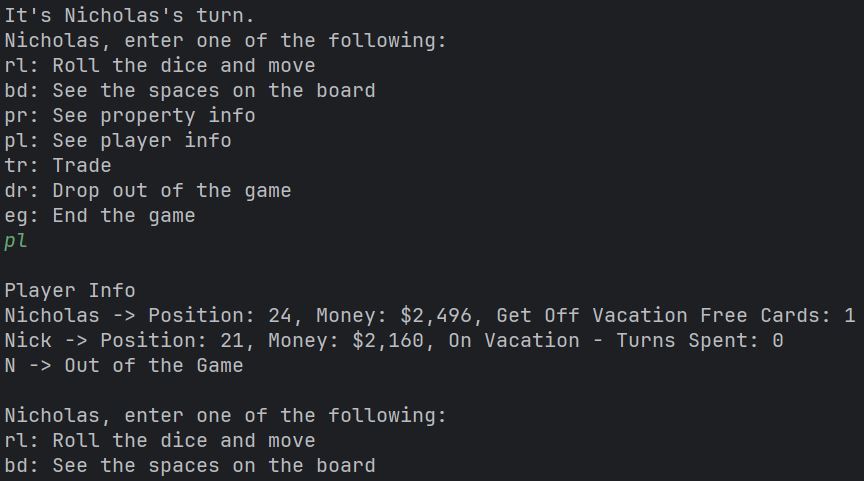 It's Nicholas's turn.
Nicholas, enter one of the following:
rl: Roll the dice and move
bd: See the spaces on the board
pr: See property info
pl: See player info
tr: Trade
dr: Drop out of the game
eg: End the game
pl
Player Info
Nicholas -> Position: 24, Money: $2,496, Get Off Vacation Free Cards: 1
Nick -> Position: 21, Money: $2,160, On Vacation - Turns Spent: 0
N -> Out of the Game
Nicholas, enter one of the following:
rl: Roll the dice and move
bd: See the spaces on the board